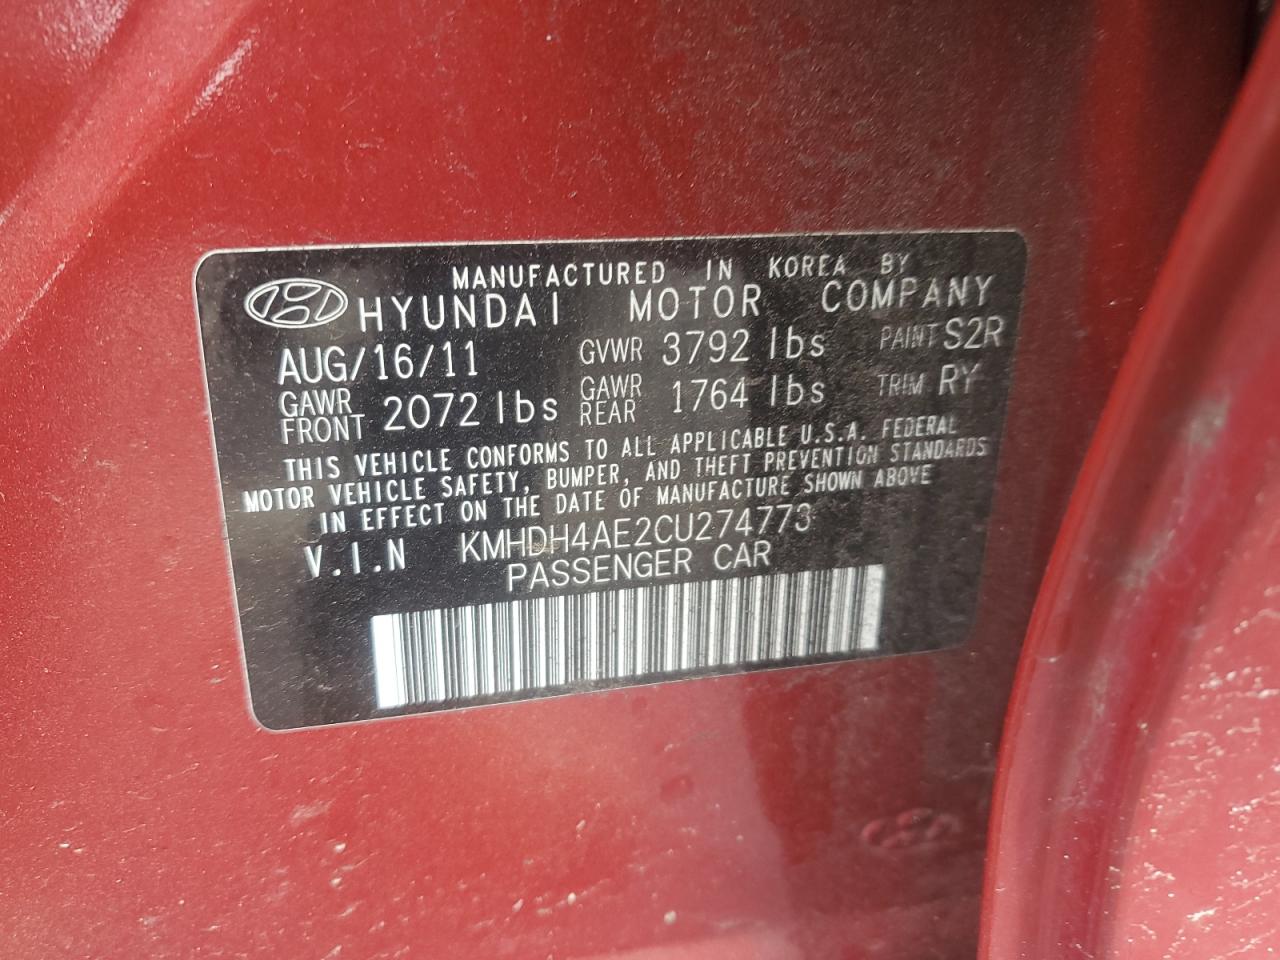 MANUFACTURED IN KOREA BY
HYUNDAI MOTOR COMPANY
AUG/16/11 GVWR 3792 lbs PAINT S2R
GAWR FRONT 2072 lbs GAWR REAR 1764 lbs TRIM RY
THIS VEHICLE CONFORMS TO ALL APPLICABLE U.S.A. FEDERAL
MOTOR VEHICLE SAFETY, BUMPER, AND THEFT PREVENTION STANDARDS
IN EFFECT ON THE DATE OF MANUFACTURE SHOWN ABOVE
V.I.N KMHDH4AE2CU274773
PASSENGER CAR